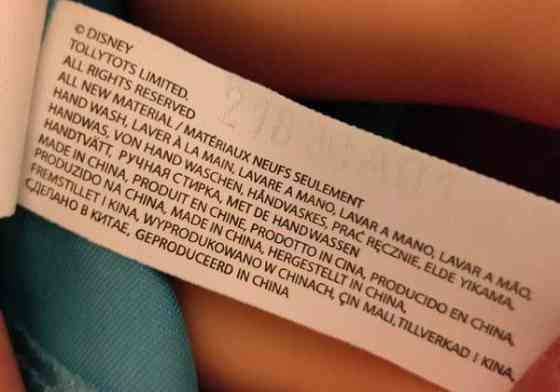 © DISNEY
TOLLYTOTS LIMITED.
ALL RIGHTS RESERVED
ALL NEW MATERIAL / MATÉRIAUX NEUFS SEULEMENT
HAND WASH, LAVER À LA MAIN, LAVARE A MANO, LAVAR A MANO, LAVAR A MÃO,
HANDWAS, VON HAND WASCHEN, HÅNDVASKES, PRAĆ RĘCZNIE, ELDE YIKAMA,
HANDTVÄTT, РУЧНАЯ СТИРКА, MET DE HAND WASSEN
MADE IN CHINA, PRODUIT EN CHINE, PRODOTTO IN CINA, PRODUCIDO EN CHINA,
PRODUZIDO NA CHINA, MADE IN CHINA, HERGESTELLT IN CHINA,
FREMSTILLET I KINA, WYPRODUKOWANO W CHINACH, ÇIN MALI, TILLVERKAD I KINA,
СДЕЛАНО В КИТАЕ, GEPRODUCEERD IN CHINA